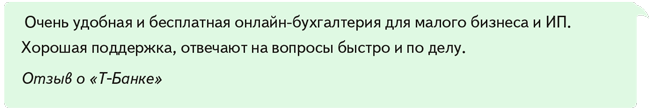 Очень удобная и бесплатная онлайн-бухгалтерия для малого бизнеса и ИП.
Хорошая поддержка, отвечают на вопросы быстро и по делу.
Отзыв о «Т-Банке»